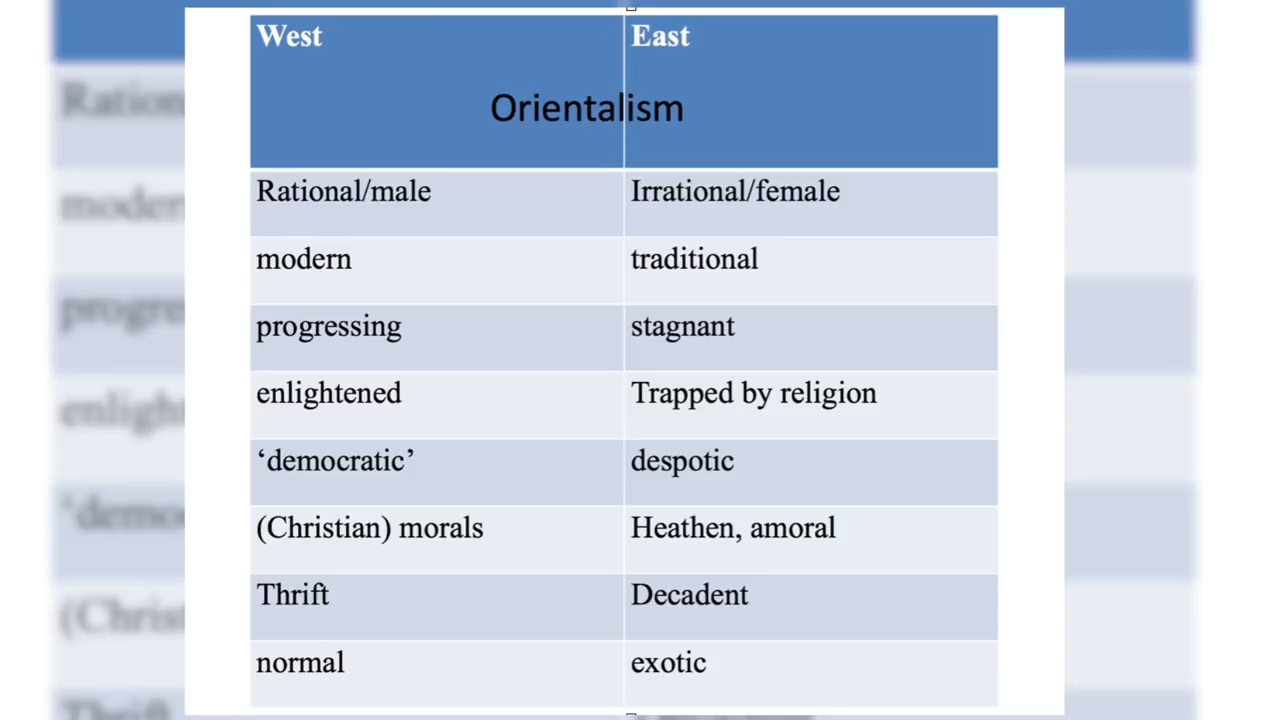 West East
Orientalism
Rational/male Irrational/female
modern traditional
progressing stagnant
enlightened Trapped by religion
‘democratic’ despotic
(Christian) morals Heathen, amoral
Thrift Decadent
normal exotic